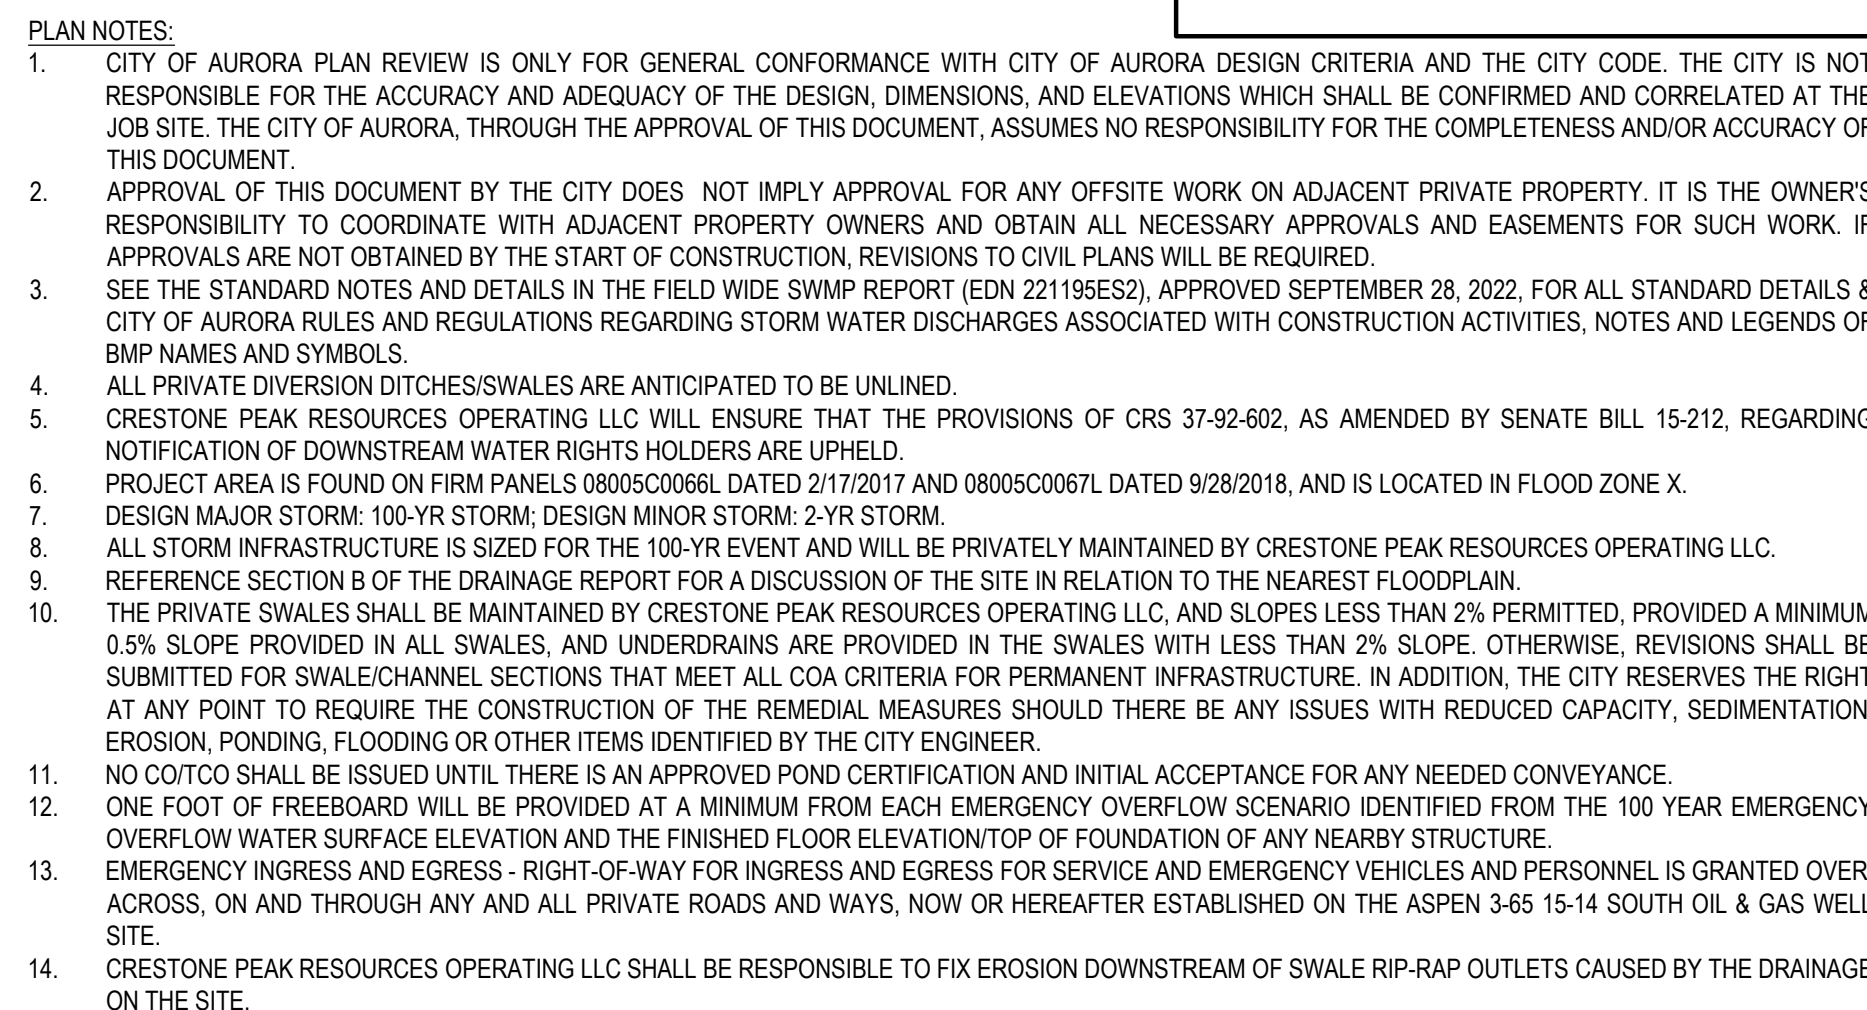 PLAN NOTES:
1. CITY OF AURORA PLAN REVIEW IS ONLY FOR GENERAL CONFORMANCE WITH CITY OF AURORA DESIGN CRITERIA AND THE CITY CODE. THE CITY IS NOT
RESPONSIBLE FOR THE ACCURACY AND ADEQUACY OF THE DESIGN, DIMENSIONS, AND ELEVATIONS WHICH SHALL BE CONFIRMED AND CORRELATED AT THE
JOB SITE. THE CITY OF AURORA, THROUGH THE APPROVAL OF THIS DOCUMENT, ASSUMES NO RESPONSIBILITY FOR THE COMPLETENESS AND/OR ACCURACY OF
THIS DOCUMENT.
2. APPROVAL OF THIS DOCUMENT BY THE CITY DOES NOT IMPLY APPROVAL FOR ANY OFFSITE WORK ON ADJACENT PRIVATE PROPERTY. IT IS THE OWNER'S
RESPONSIBILITY TO COORDINATE WITH ADJACENT PROPERTY OWNERS AND OBTAIN ALL NECESSARY APPROVALS AND EASEMENTS FOR SUCH WORK. IF
APPROVALS ARE NOT OBTAINED BY THE START OF CONSTRUCTION, REVISIONS TO CIVIL PLANS WILL BE REQUIRED.
3. SEE THE STANDARD NOTES AND DETAILS IN THE FIELD WIDE SWMP REPORT (EDN 221195ES2), APPROVED SEPTEMBER 28, 2022, FOR ALL STANDARD DETAILS &
CITY OF AURORA RULES AND REGULATIONS REGARDING STORM WATER DISCHARGES ASSOCIATED WITH CONSTRUCTION ACTIVITIES, NOTES AND LEGENDS OF
BMP NAMES AND SYMBOLS.
4. ALL PRIVATE DIVERSION DITCHES/SWALES ARE ANTICIPATED TO BE UNLINED.
5. CRESTONE PEAK RESOURCES OPERATING LLC WILL ENSURE THAT THE PROVISIONS OF CRS 37-92-602, AS AMENDED BY SENATE BILL 15-212, REGARDING
NOTIFICATION OF DOWNSTREAM WATER RIGHTS HOLDERS ARE UPHELD.
6. PROJECT AREA IS FOUND ON FIRM PANELS 08005C0066L DATED 2/17/2017 AND 08005C0067L DATED 9/28/2018, AND IS LOCATED IN FLOOD ZONE X.
7. DESIGN MAJOR STORM: 100-YR STORM; DESIGN MINOR STORM: 2-YR STORM.
8. ALL STORM INFRASTRUCTURE IS SIZED FOR THE 100-YR EVENT AND WILL BE PRIVATELY MAINTAINED BY CRESTONE PEAK RESOURCES OPERATING LLC.
9. REFERENCE SECTION B OF THE DRAINAGE REPORT FOR A DISCUSSION OF THE SITE IN RELATION TO THE NEAREST FLOODPLAIN.
10. THE PRIVATE SWALES SHALL BE MAINTAINED BY CRESTONE PEAK RESOURCES OPERATING LLC, AND SLOPES LESS THAN 2% PERMITTED, PROVIDED A MINIMUM
0.5% SLOPE PROVIDED IN ALL SWALES, AND UNDERDRAINS ARE PROVIDED IN THE SWALES WITH LESS THAN 2% SLOPE. OTHERWISE, REVISIONS SHALL BE
SUBMITTED FOR SWALE/CHANNEL SECTIONS THAT MEET ALL COA CRITERIA FOR PERMANENT INFRASTRUCTURE. IN ADDITION, THE CITY RESERVES THE RIGHT
AT ANY POINT TO REQUIRE THE CONSTRUCTION OF THE REMEDIAL MEASURES SHOULD THERE BE ANY ISSUES WITH REDUCED CAPACITY, SEDIMENTATION
EROSION, PONDING, FLOODING OR OTHER ITEMS IDENTIFIED BY THE CITY ENGINEER.
11. NO CO/TCO SHALL BE ISSUED UNTIL THERE IS AN APPROVED POND CERTIFICATION AND INITIAL ACCEPTANCE FOR ANY NEEDED CONVEYANCE.
12. ONE FOOT OF FREEBOARD WILL BE PROVIDED AT A MINIMUM FROM EACH EMERGENCY OVERFLOW SCENARIO IDENTIFIED FROM THE 100 YEAR EMERGENCY
OVERFLOW WATER SURFACE ELEVATION AND THE FINISHED FLOOR ELEVATION/TOP OF FOUNDATION OF ANY NEARBY STRUCTURE.
13. EMERGENCY INGRESS AND EGRESS - RIGHT-OF-WAY FOR INGRESS AND EGRESS FOR SERVICE AND EMERGENCY VEHICLES AND PERSONNEL IS GRANTED OVER
ACROSS, ON AND THROUGH ANY AND ALL PRIVATE ROADS AND WAYS, NOW OR HEREAFTER ESTABLISHED ON THE ASPEN 3-65 15-14 SOUTH OIL & GAS WELL
SITE.
14. CRESTONE PEAK RESOURCES OPERATING LLC SHALL BE RESPONSIBLE TO FIX EROSION DOWNSTREAM OF SWALE RIP-RAP OUTLETS CAUSED BY THE DRAINAGE
ON THE SITE.